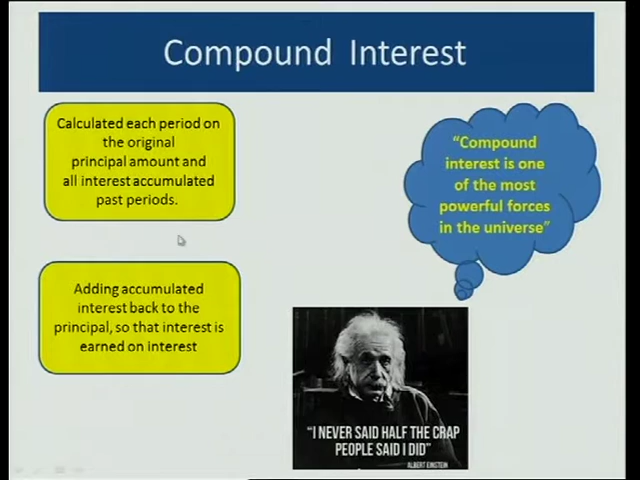 Compound Interest
Calculated each period on
the original
principal amount and
all interest accumulated
past periods.
"Compound
interest is one
of the most
powerful forces
in the universe"
Adding accumulated
interest back to the
principal, so that interest is
earned on interest
"I NEVER SAID HALF THE CRAP
PEOPLE SAID I DID"
ALBERT EINSTEIN